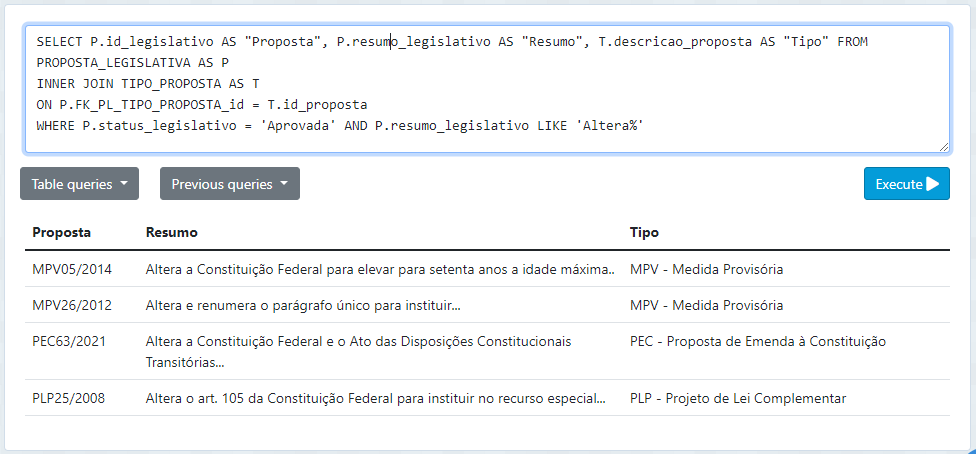 SELECT P.id_legislativo AS "Proposta", P.resumo_legislativo AS "Resumo", T.descricao_proposta AS "Tipo" FROM
PROPOSTA_LEGISLATIVA AS P
INNER JOIN TIPO_PROPOSTA AS T
ON P.FK_PL_TIPO_PROPOSTA_id = T.id_proposta
WHERE P.status_legislativo = 'Aprovada' AND P.resumo_legislativo LIKE 'Altera%'
Table queries Previous queries Execute
Proposta Resumo Tipo
MPV05/2014 Altera a Constituição Federal para elevar para setenta anos a idade máxima.. MPV - Medida Provisória
MPV26/2012 Altera e renumera o parágrafo único para instituir... MPV - Medida Provisória
PEC63/2021 Altera a Constituição Federal e o Ato das Disposições Constitucionais PEC - Proposta de Emenda à Constituição
Transitórias...
PLP25/2008 Altera o art. 105 da Constituição Federal para instituir no recurso especial... PLP - Projeto de Lei Complementar